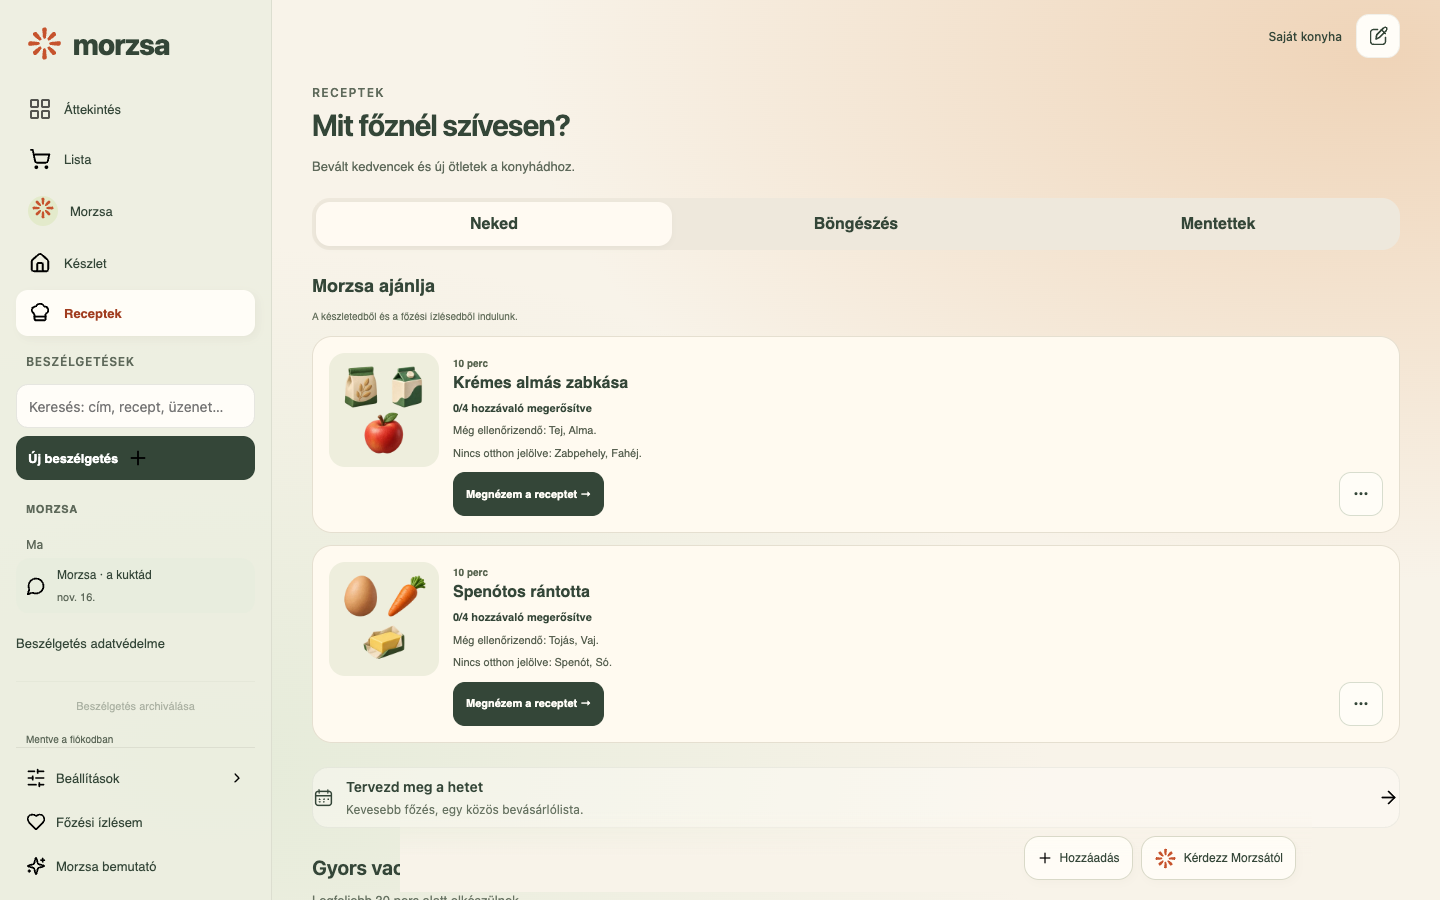 morzsa
Áttekintés
Lista
Morzsa
Készlet
Receptek
BESZÉLGETÉSEK
Keresés: cím, recept, üzenet...
Új beszélgetés
MORZSA
Ma
Morzsa · a kuktád
nov. 16.
Beszélgetés adatvédelme
Beszélgetés archiválása
Mentve a fiókodban
Beállítások
Főzési ízlésem
Morzsa bemutató
Saját konyha
RECEPTEK
Mit főznél szívesen?
Bevált kedvencek és új ötletek a konyhádhoz.
Neked
Böngészés
Mentettek
Morzsa ajánlja
A készletedből és a főzési ízlésedből indulunk.
10 perc
Krémes almás zabkása
0/4 hozzávaló megerősítve
Még ellenőrizendő: Tej, Alma.
Nincs otthon jelölve: Zabpehely, Fahéj.
Megnézem a receptet →
10 perc
Spenótos rántotta
0/4 hozzávaló megerősítve
Még ellenőrizendő: Tojás, Vaj.
Nincs otthon jelölve: Spenót, Só.
Megnézem a receptet →
Tervezd meg a hetet
Kevesebb főzés, egy közös bevásárlólista.
Hozzáadás
Kérdezz Morzsától
Gyors vac